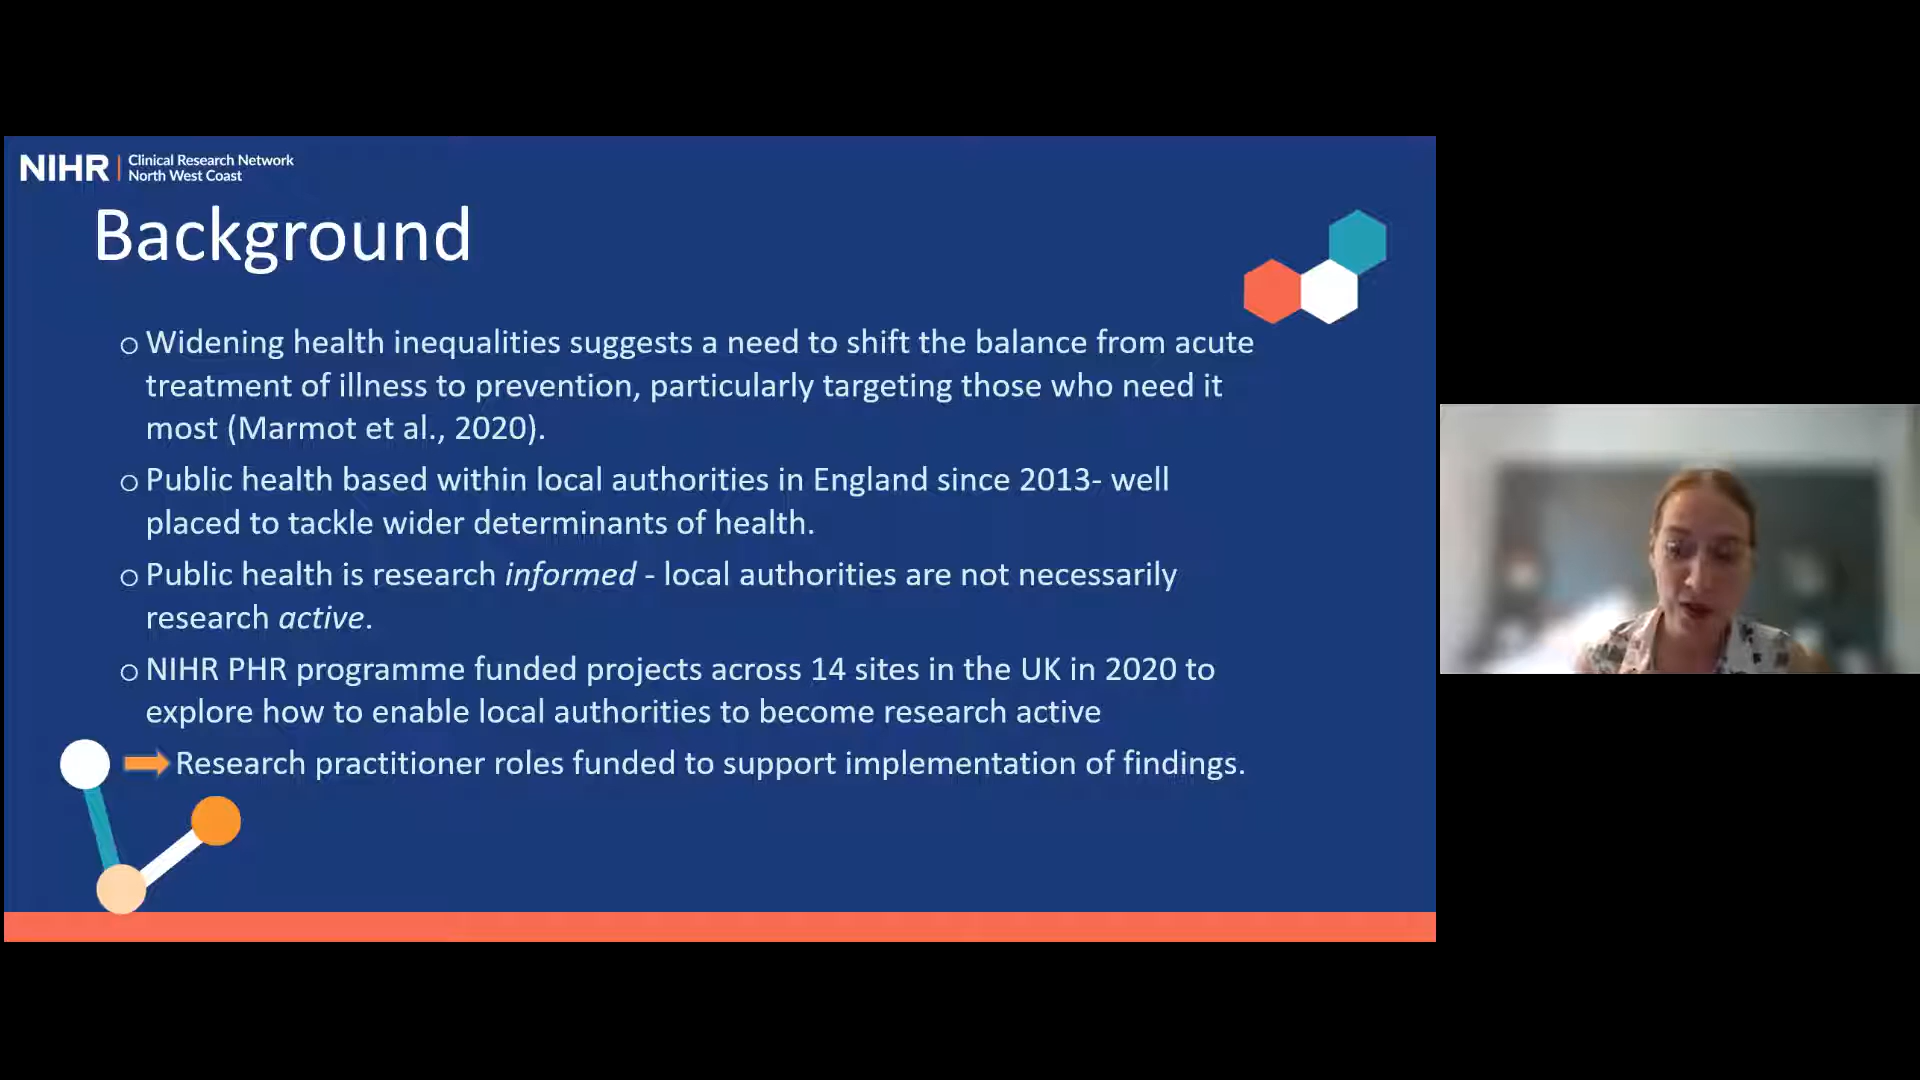 NIHR | Clinical Research Network
North West Coast
Background
o Widening health inequalities suggests a need to shift the balance from acute
treatment of illness to prevention, particularly targeting those who need it
most (Marmot et al., 2020).
o Public health based within local authorities in England since 2013- well
placed to tackle wider determinants of health.
o Public health is research informed - local authorities are not necessarily
research active.
o NIHR PHR programme funded projects across 14 sites in the UK in 2020 to
explore how to enable local authorities to become research active
Research practitioner roles funded to support implementation of findings.